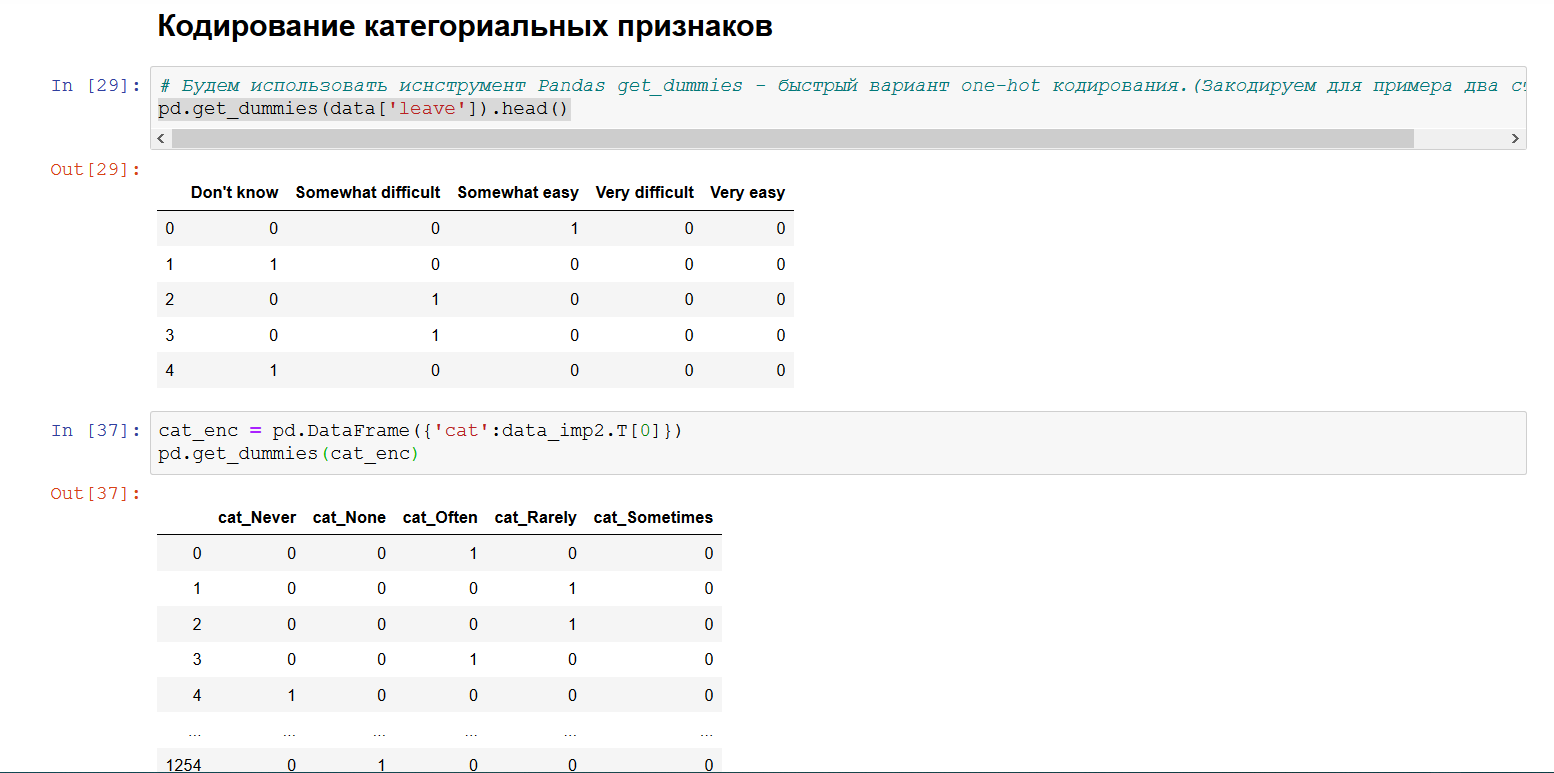 Кодирование категориальных признаков
In [29]: # Будем использовать иснструмент Pandas get_dummies - быстрый вариант one-hot кодирования.(Закодируем для примера два
pd.get_dummies(data['leave']).head()
Out[29]:
Don't know Somewhat difficult Somewhat easy Very difficult Very easy
0 0 0 1 0 0
1 1 0 0 0 0
2 0 1 0 0 0
3 0 1 0 0 0
4 1 0 0 0 0
In [37]: cat_enc = pd.DataFrame({'cat':data_imp2.T[0]})
pd.get_dummies(cat_enc)
Out[37]:
cat_Never cat_None cat_Often cat_Rarely cat_Sometimes
0 0 0 1 0 0
1 0 0 0 1 0
2 0 0 0 1 0
3 0 0 1 0 0
4 1 0 0 0 0
... ... ... ... ... ...
1254 0 1 0 0 0